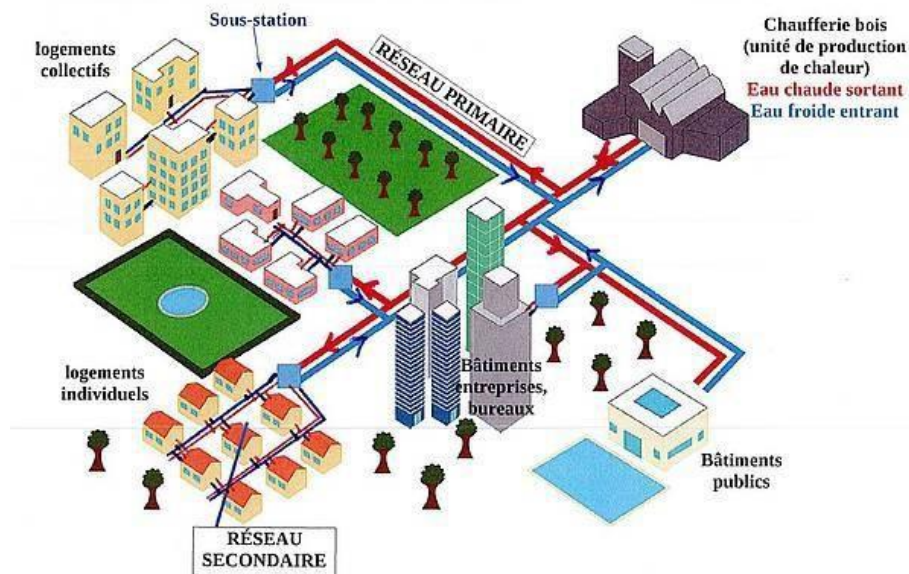 Sous-station
logements
collectifs
RÉSEAU PRIMAIRE
Chaufferie bois
(unité de production
de chaleur)
Eau chaude sortant
Eau froide entrant
logements
individuels
Bâtiments
entreprises,
bureaux
Bâtiments
publics
RÉSEAU
SECONDAIRE